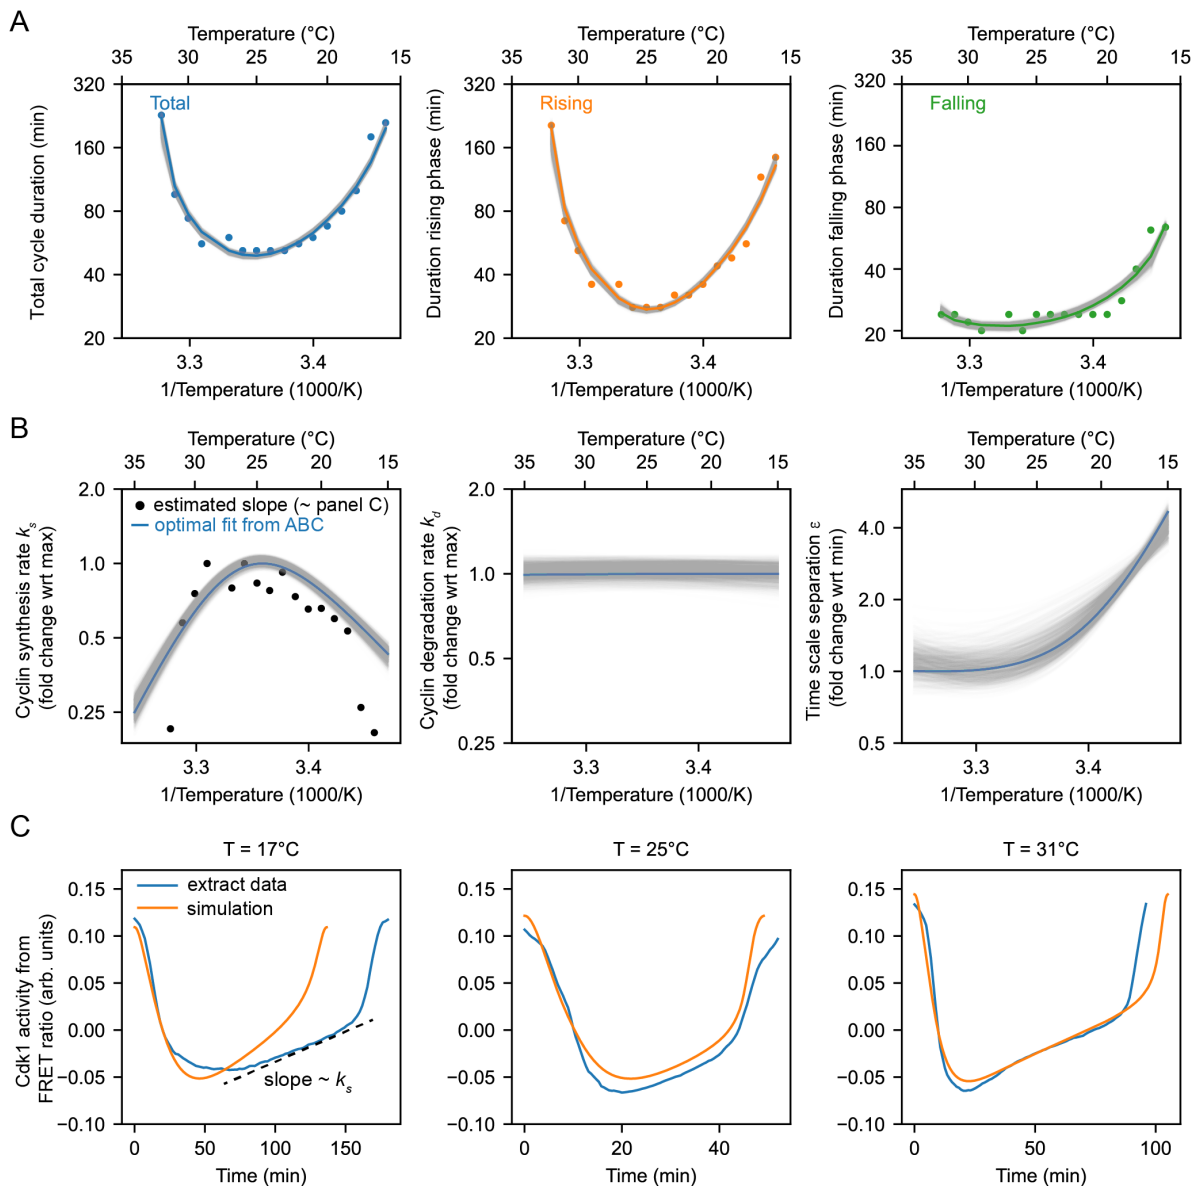 A
Temperature (°C)
35 30 25 20 15
Total
Total cycle duration (min)
320
160
80
40
20
3.3 3.4
1/Temperature (1000/K)
Temperature (°C)
35 30 25 20 15
Rising
Duration rising phase (min)
320
160
80
40
20
3.3 3.4
1/Temperature (1000/K)
Temperature (°C)
35 30 25 20 15
Falling
Duration falling phase (min)
320
160
80
40
20
3.3 3.4
1/Temperature (1000/K)
B
Temperature (°C)
35 30 25 20 15
estimated slope (~ panel C)
optimal fit from ABC
Cyclin synthesis rate ks
(fold change wrt max)
2.0
1.0
0.5
0.25
3.3 3.4
1/Temperature (1000/K)
Temperature (°C)
35 30 25 20 15
Cyclin degradation rate kd
(fold change wrt max)
2.0
1.0
0.5
0.25
3.3 3.4
1/Temperature (1000/K)
Temperature (°C)
35 30 25 20 15
Time scale separation ε
(fold change wrt min)
4.0
2.0
1.0
0.5
3.3 3.4
1/Temperature (1000/K)
C
T = 17°C
extract data
simulation
slope ~ ks
Cdk1 activity from
FRET ratio (arb. units)
0.15
0.10
0.05
0.00
−0.05
−0.10
0 50 100 150
Time (min)
T = 25°C
0.15
0.10
0.05
0.00
−0.05
−0.10
0 20 40
Time (min)
T = 31°C
0.15
0.10
0.05
0.00
−0.05
−0.10
0 50 100
Time (min)